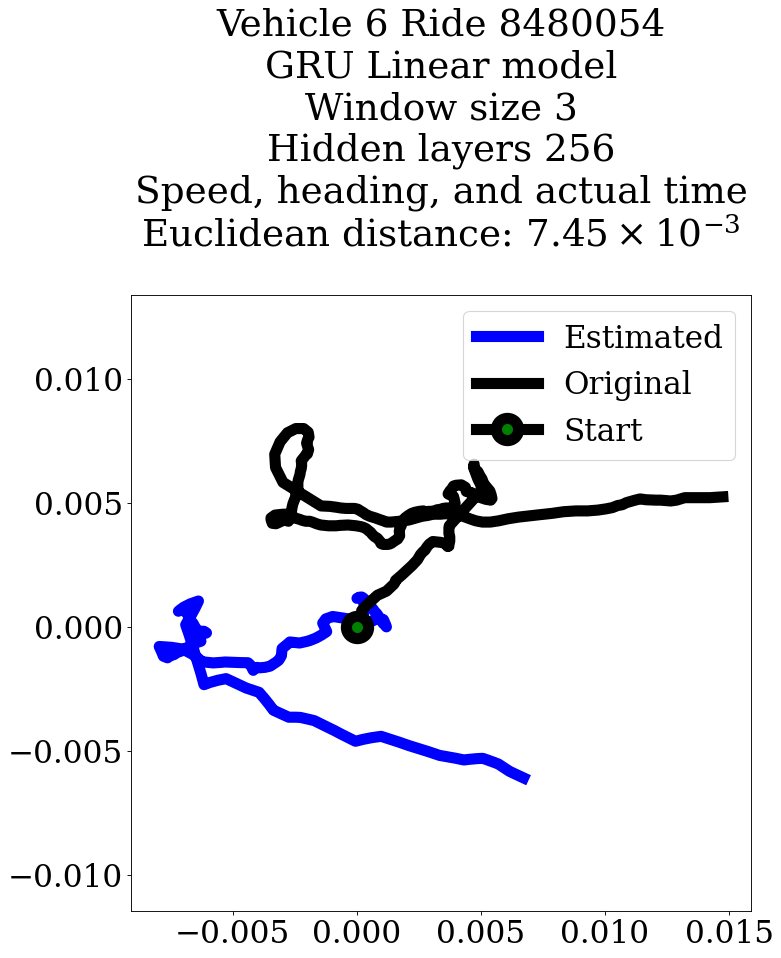 Vehicle 6 Ride 8480054
GRU Linear model
Window size 3
Hidden layers 256
Speed, heading, and actual time
Euclidean distance: 7.45 × 10⁻³
Estimated
Original
Start
0.010
0.005
0.000
−0.005
−0.010
−0.005 0.000 0.005 0.010 0.015